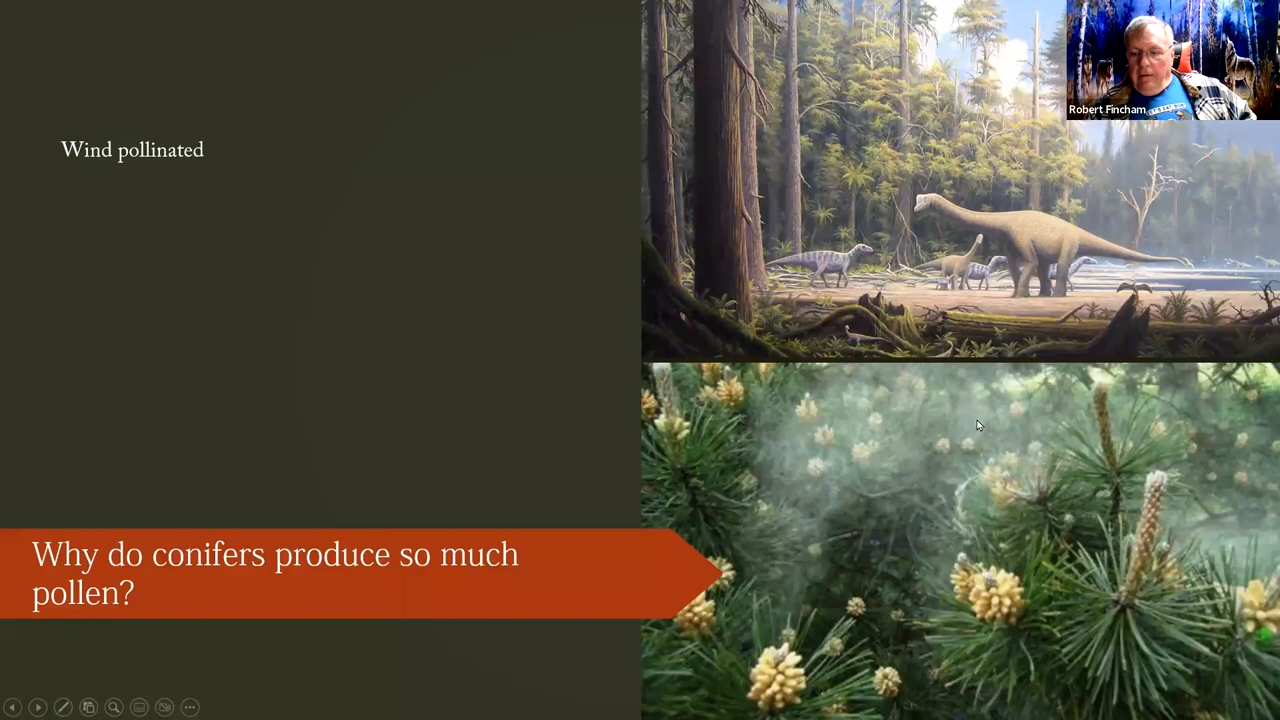 Wind pollinated
Why do conifers produce so much
pollen?
Robert Fincham